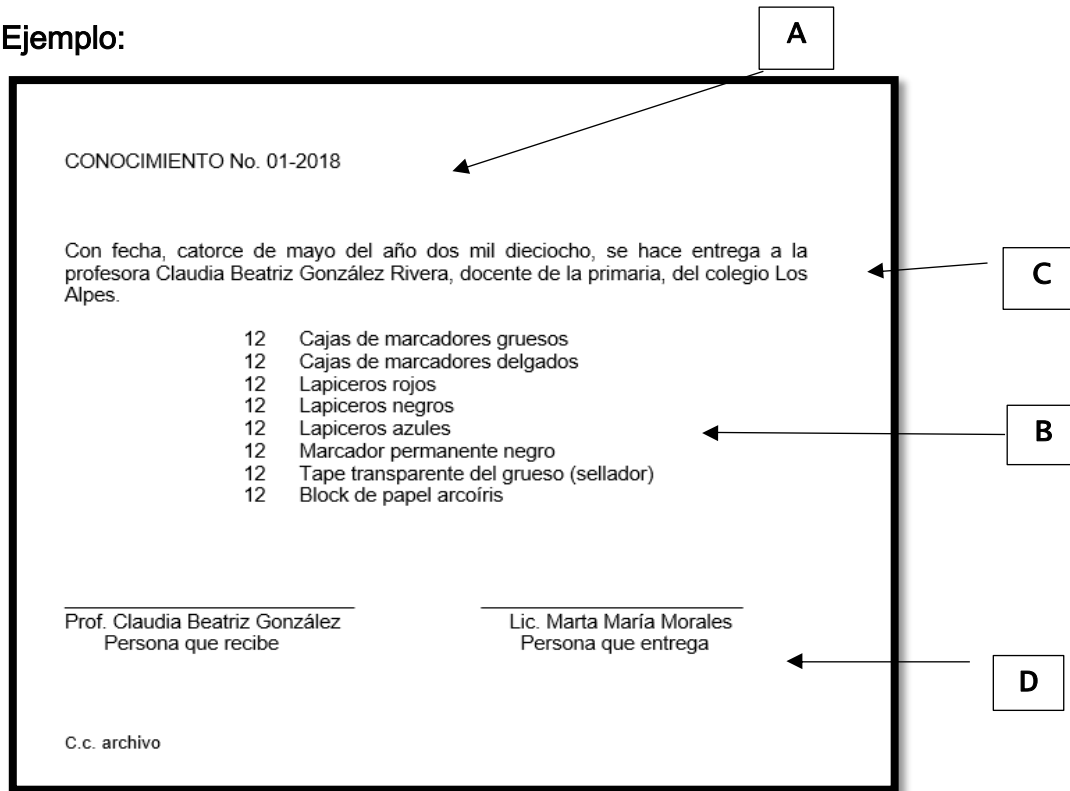 Ejemplo:
A
CONOCIMIENTO No. 01-2018
Con fecha, catorce de mayo del año dos mil dieciocho, se hace entrega a la
profesora Claudia Beatriz González Rivera, docente de la primaria, del colegio Los
Alpes.
C
12 Cajas de marcadores gruesos
12 Cajas de marcadores delgados
12 Lapiceros rojos
12 Lapiceros negros
12 Lapiceros azules
12 Marcador permanente negro
12 Tape transparente del grueso (sellador)
12 Block de papel arcoíris
B
Prof. Claudia Beatriz González
Persona que recibe
Lic. Marta María Morales
Persona que entrega
D
C.c. archivo